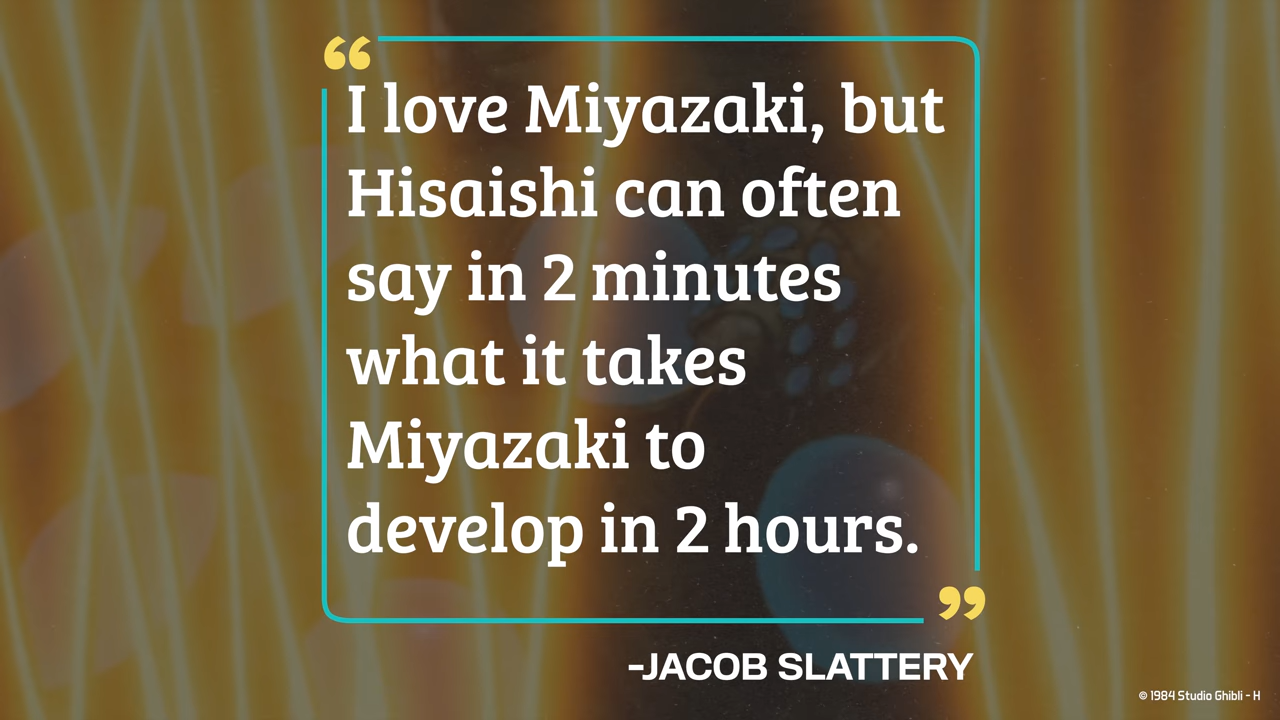 “
I love Miyazaki, but
Hisaishi can often
say in 2 minutes
what it takes
Miyazaki to
develop in 2 hours.
”
-JACOB SLATTERY
© 1984 Studio Ghibli - H